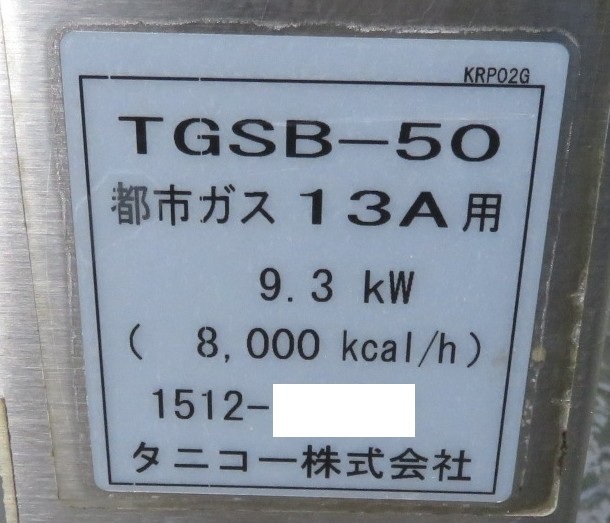 KRP02G
TGSB-50
都市ガス 13A用
9.3 kW
( 8,000 kcal/h)
1512-
タニコー株式会社